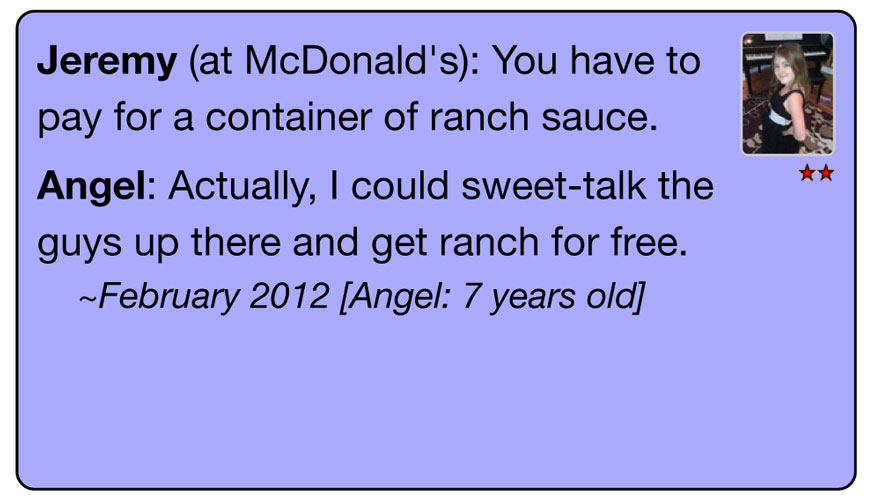 Jeremy (at McDonald's): You have to
pay for a container of ranch sauce.
Angel: Actually, I could sweet-talk the
guys up there and get ranch for free.
~February 2012 [Angel: 7 years old]